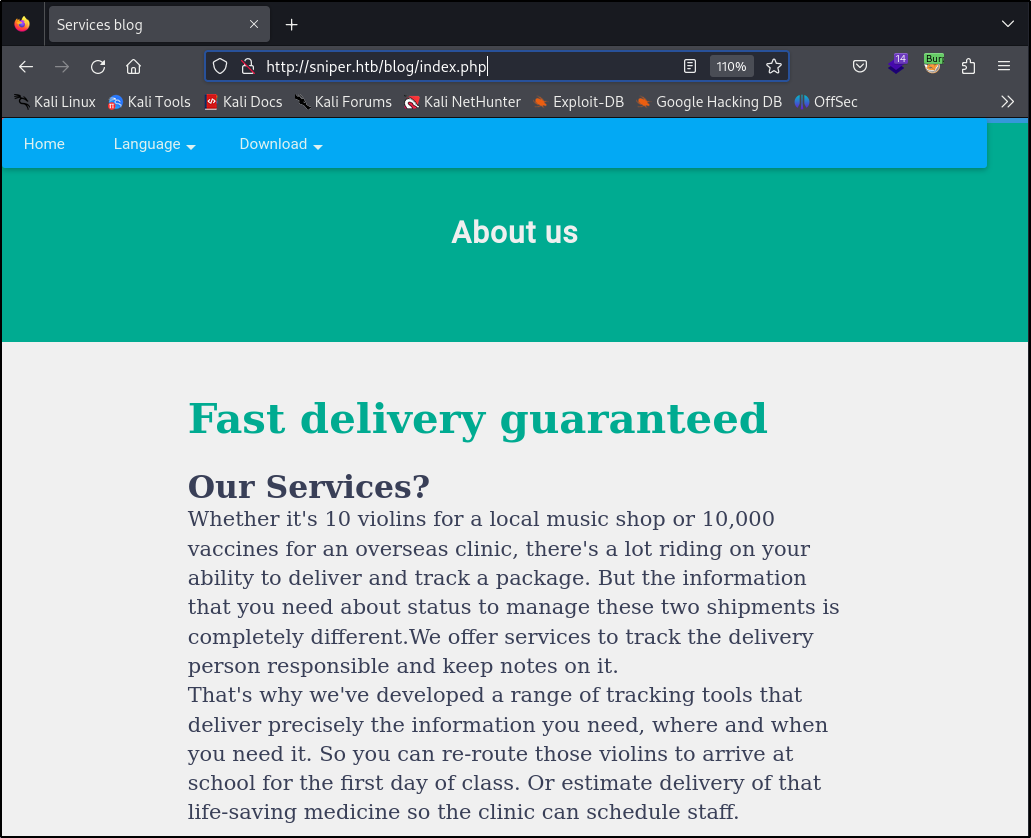 Services blog
http://sniper.htb/blog/index.php
110%
14
Bur
Kali Linux
Kali Tools
Kali Docs
Kali Forums
Kali NetHunter
Exploit-DB
Google Hacking DB
OffSec
Home
Language
Download
About us
Fast delivery guaranteed
Our Services?
Whether it's 10 violins for a local music shop or 10,000
vaccines for an overseas clinic, there's a lot riding on your
ability to deliver and track a package. But the information
that you need about status to manage these two shipments is
completely different.We offer services to track the delivery
person responsible and keep notes on it.
That's why we've developed a range of tracking tools that
deliver precisely the information you need, where and when
you need it. So you can re-route those violins to arrive at
school for the first day of class. Or estimate delivery of that
life-saving medicine so the clinic can schedule staff.